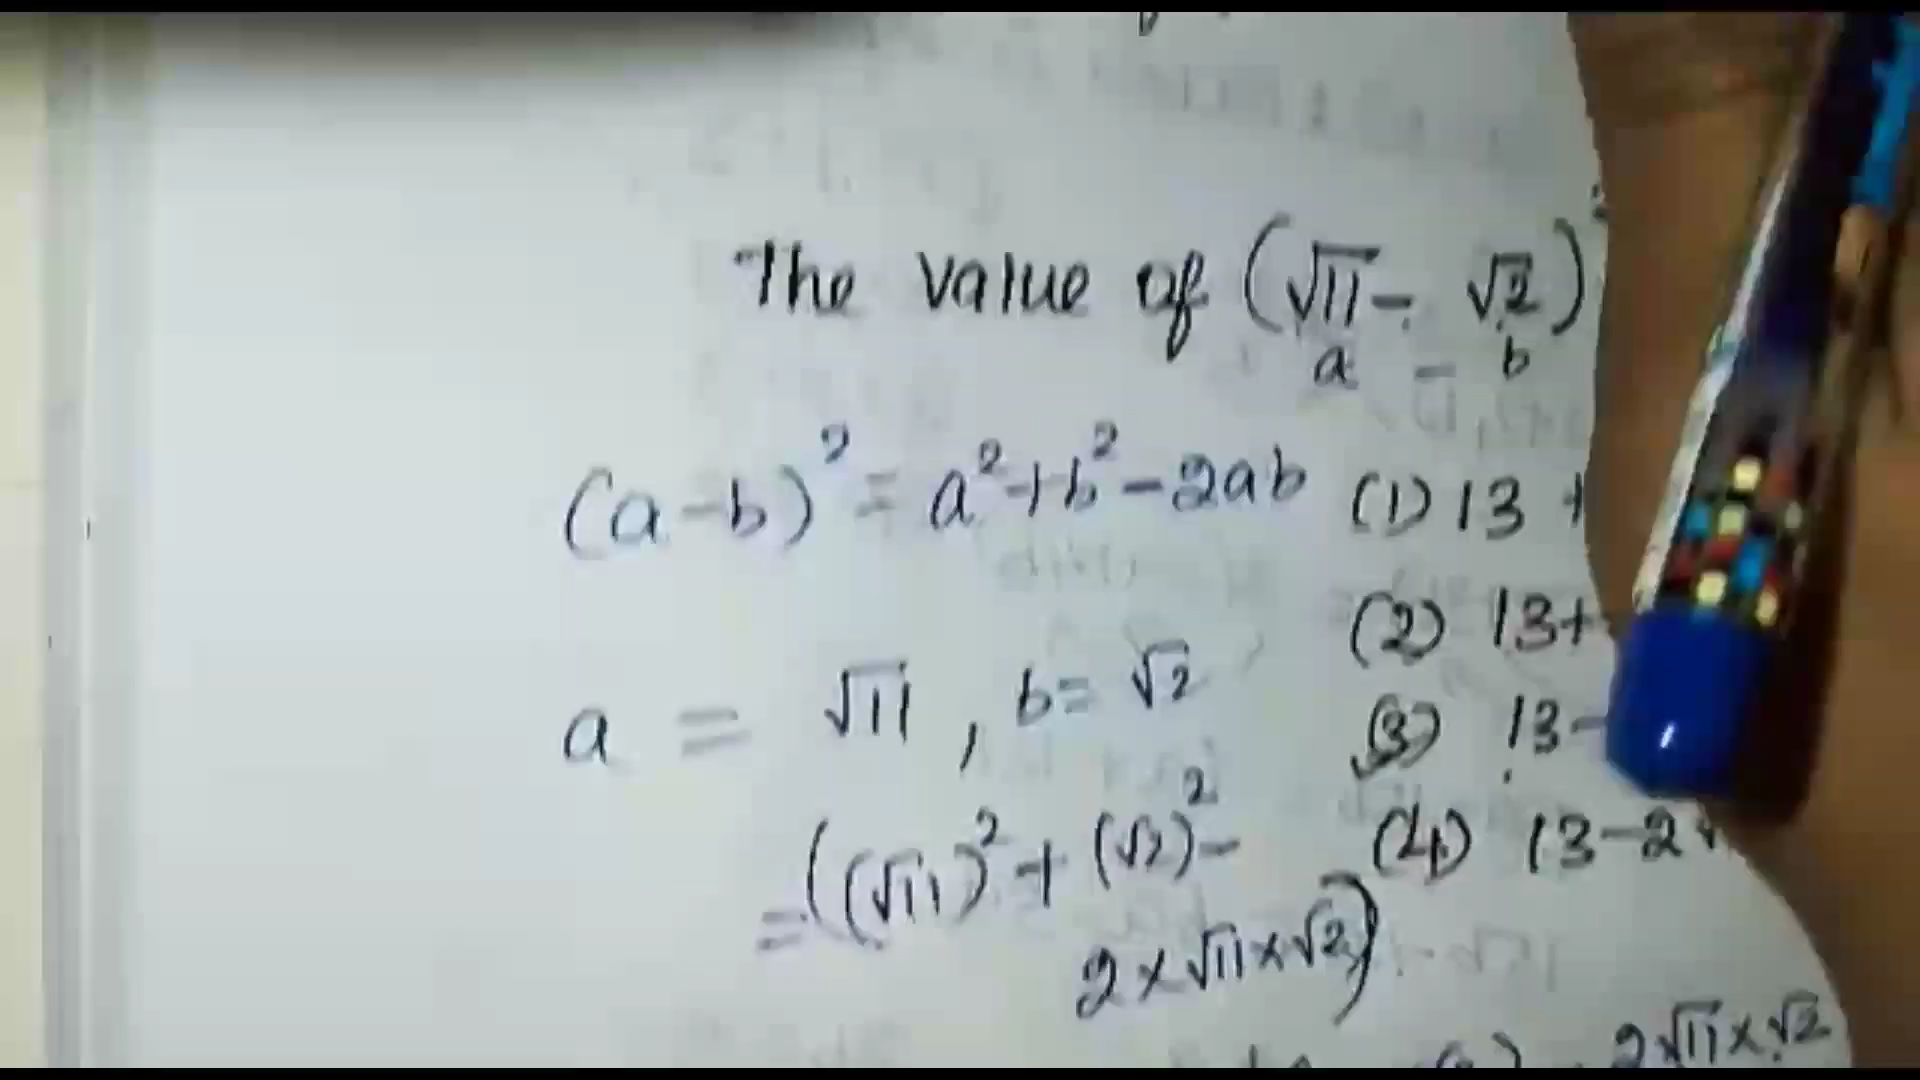 The value of (√11 - √2)
a - b
(a-b)² = a²+b²-2ab
(1) 13 +
(2) 13+
a = √11 , b= √2
(3) 13-
=((√11)² + (√2)²-
(4) 13-2√
2×√11×√2)
2√11×√2